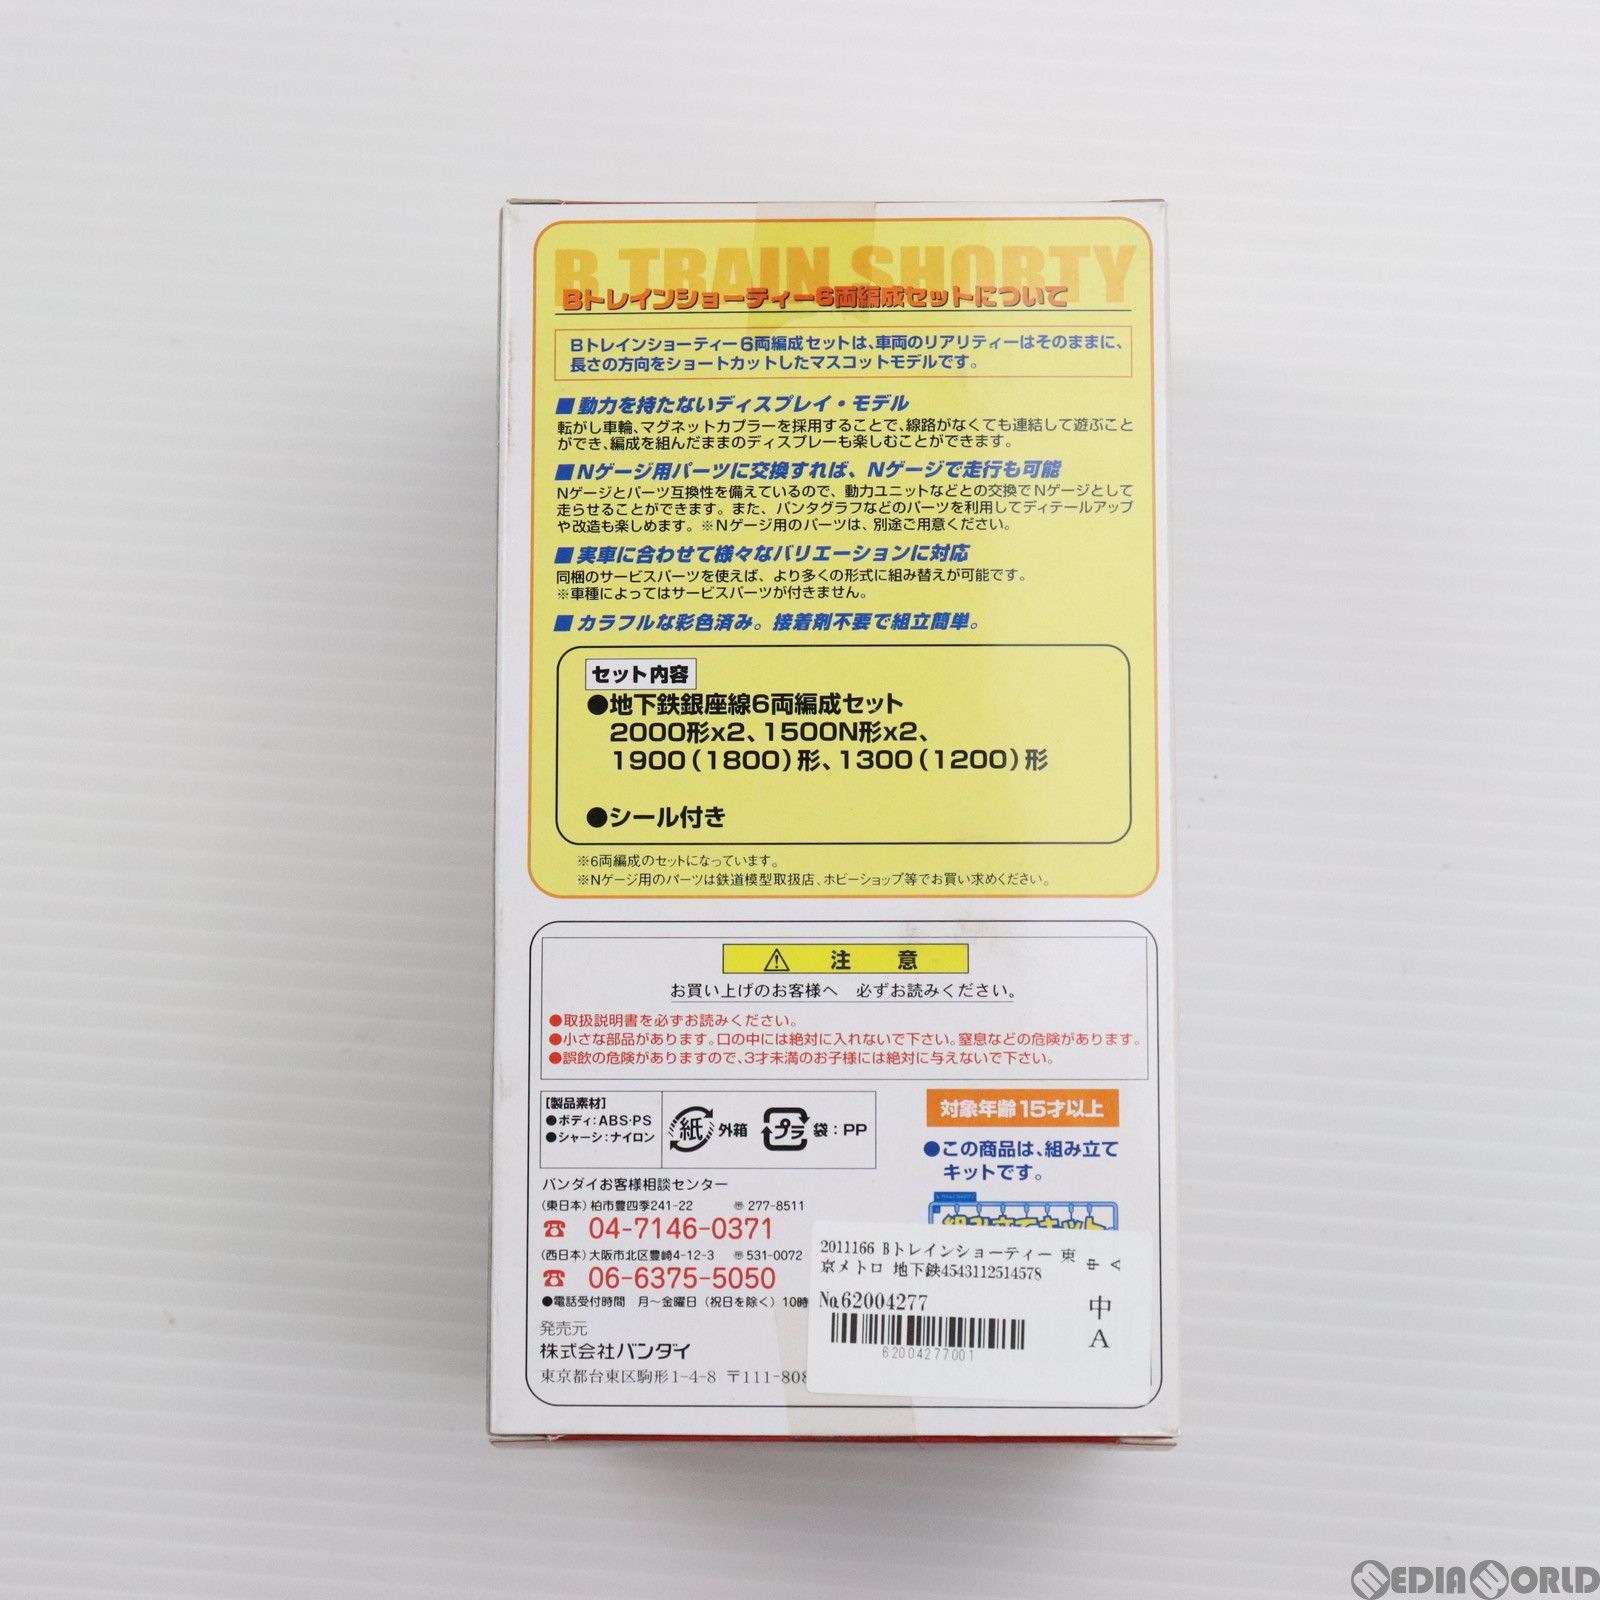 B TRAIN SHORTY
Bトレインショーティー6両編成セットについて
Bトレインショーティー6両編成セットは、車両のリアリティーはそのままに、
長さの方向をショートカットしたマスコットモデルです。
■動力を持たないディスプレイ・モデル
転がし車輪、マグネットカプラーを採用することで、線路がなくても連結して遊ぶこと
ができ、編成を組んだままのディスプレーも楽しむことができます。
■Nゲージ用パーツに交換すれば、Nゲージで走行も可能
Nゲージとパーツ互換性を備えているので、動力ユニットなどとの交換でNゲージとして
走らせることができます。また、パンタグラフなどのパーツを利用してディテールアップ
や改造も楽しめます。※Nゲージ用のパーツは、別途ご用意ください。
■実車に合わせて様々なバリエーションに対応
同梱のサービスパーツを使えば、より多くの形式に組み替えが可能です。
※車種によってはサービスパーツが付きません。
■カラフルな彩色済み。接着剤不要で組立簡単。
セット内容
●地下鉄銀座線6両編成セット
2000形x2、1500N形x2、
1900(1800)形、1300(1200)形
●シール付き
※6両編成のセットになっています。
※Nゲージ用のパーツは鉄道模型取扱店、ホビーショップ等でお買い求めください。
⚠ 注意
お買い上げのお客様へ 必ずお読みください。
●取扱説明書を必ずお読みください。
●小さな部品があります。口の中には絶対に入れないで下さい。窒息などの危険があります。
●誤飲の危険がありますので、3才未満のお子様には絶対に与えないで下さい。
[製品素材]
●ボディ:ABS・PS
●シャーシ:ナイロン
紙 外箱 プラ 袋:PP
対象年齢15才以上
●この商品は、組み立て
キットです。
B TRAIN SHORTY
組み立てキット
バンダイお客様相談センター
(東日本)柏市豊四季241-22 〠277-8511
☎ 04-7146-0371
(西日本)大阪市北区豊崎4-12-3 〠531-0072
☎ 06-6375-5050
●電話受付時間 月〜金曜日(祝日を除く)10時
発売元
株式会社バンダイ
東京都台東区駒形1-4-8 〒111-808
2011166 Bトレインショーティー 東
京メトロ 地下鉄4543112514578
中 A
No.62004277
中
A
62004277001
MEDIAWORLD